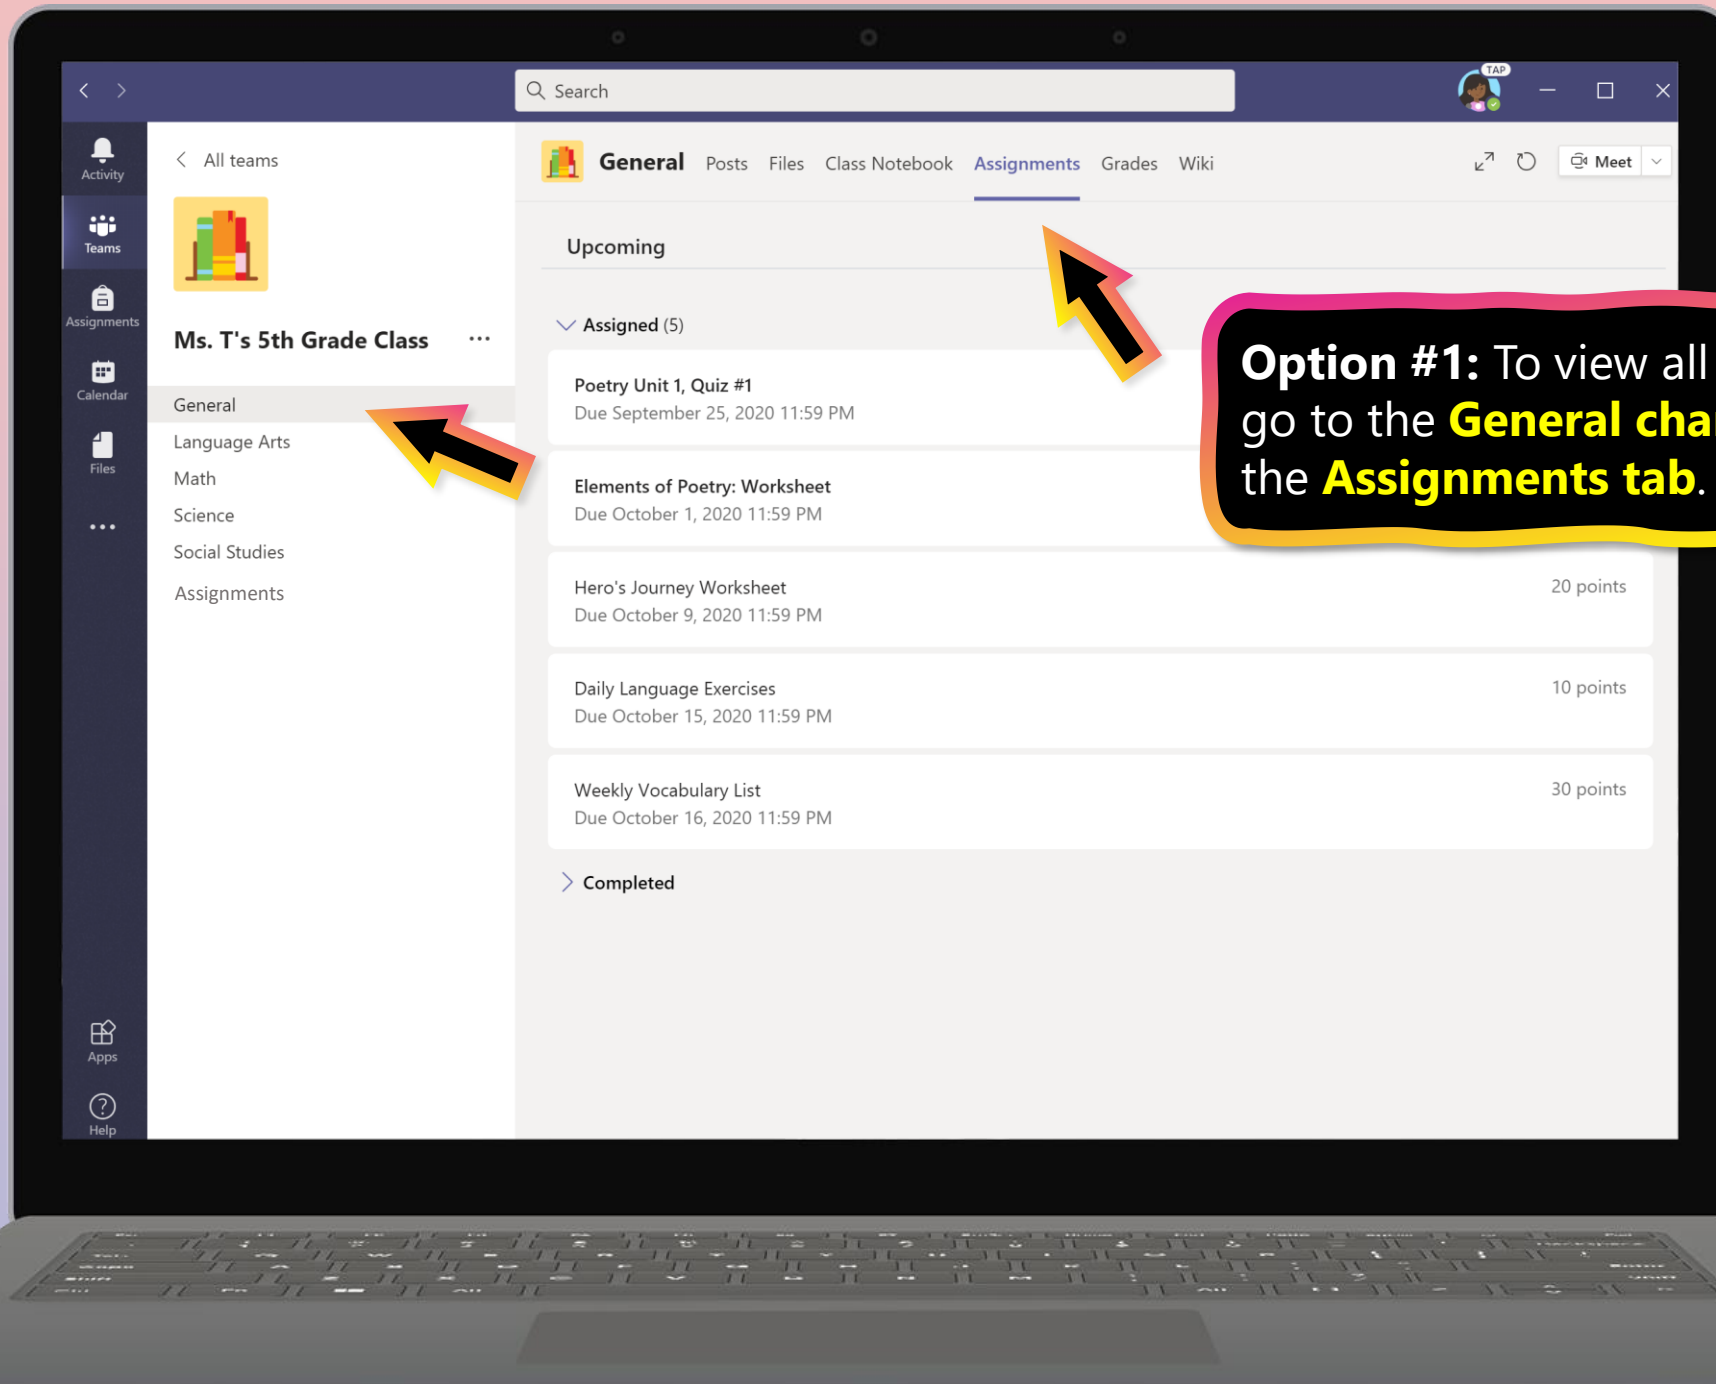 Search
TAP
Activity
Teams
Assignments
Calendar
Files
Apps
Help
All teams
Ms. T's 5th Grade Class
General
Language Arts
Math
Science
Social Studies
Assignments
General Posts Files Class Notebook Assignments Grades Wiki
Meet
Upcoming
Assigned (5)
Poetry Unit 1, Quiz #1
Due September 25, 2020 11:59 PM
Elements of Poetry: Worksheet
Due October 1, 2020 11:59 PM
Hero's Journey Worksheet
20 points
Due October 9, 2020 11:59 PM
Daily Language Exercises
10 points
Due October 15, 2020 11:59 PM
Weekly Vocabulary List
30 points
Due October 16, 2020 11:59 PM
Completed
Option #1: To view all
go to the General
the Assignments tab.